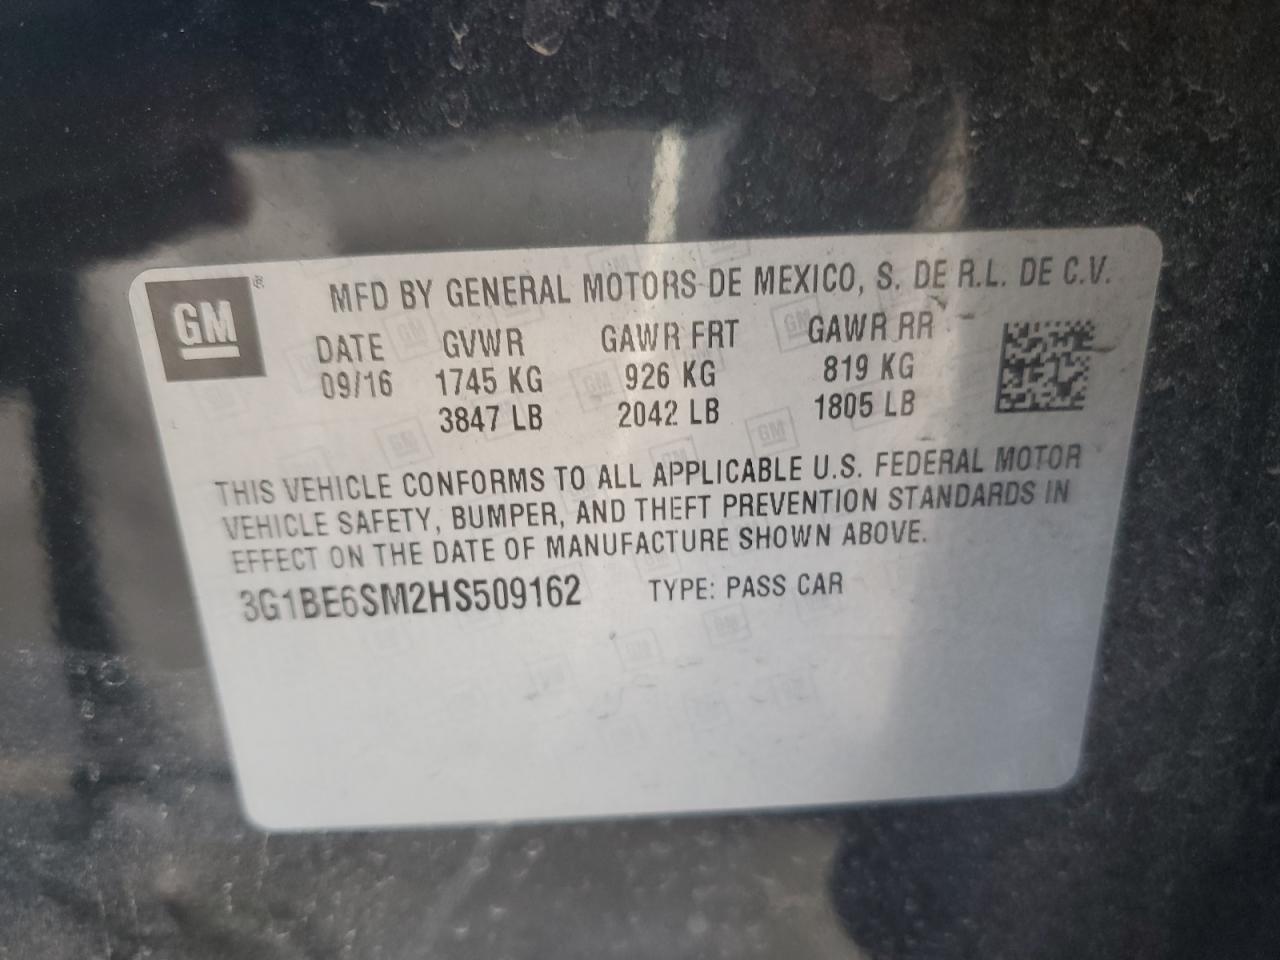 GM
MFD BY GENERAL MOTORS DE MEXICO, S. DE R.L. DE C.V.
DATE GVWR GAWR FRT GAWR RR
09/16 1745 KG 926 KG 819 KG
3847 LB 2042 LB 1805 LB
THIS VEHICLE CONFORMS TO ALL APPLICABLE U.S. FEDERAL MOTOR
VEHICLE SAFETY, BUMPER, AND THEFT PREVENTION STANDARDS IN
EFFECT ON THE DATE OF MANUFACTURE SHOWN ABOVE.
3G1BE6SM2HS509162 TYPE: PASS CAR